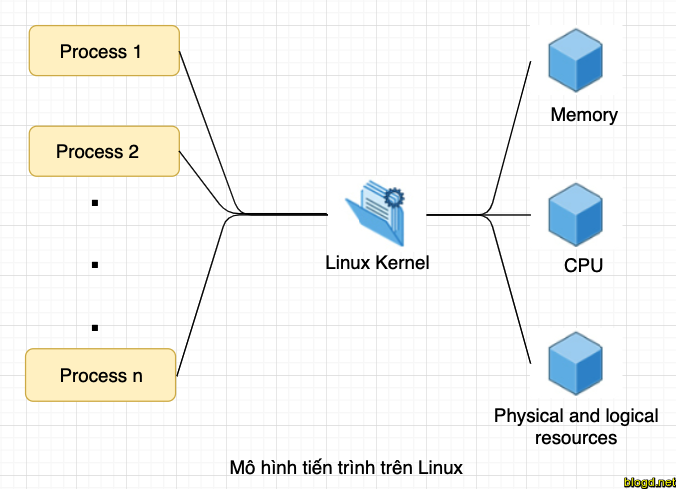 Process 1
Process 2
Process n
Linux Kernel
Memory
CPU
Physical and logical
resources
Mô hình tiến trình trên Linux
blogd.net